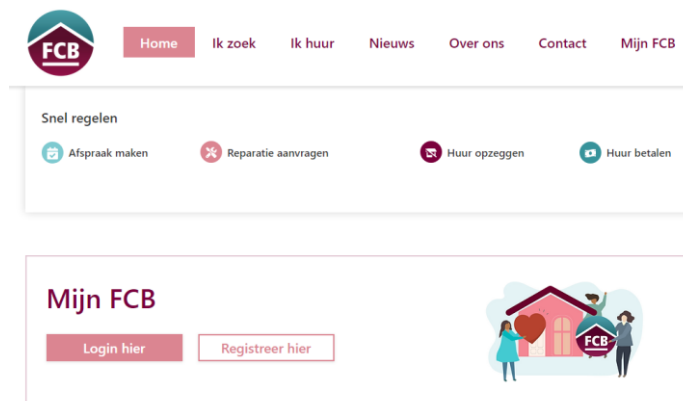 FCB
Home Ik zoek Ik huur Nieuws Over ons Contact Mijn FCB
Snel regelen
Afspraak maken Reparatie aanvragen Huur opzeggen Huur betalen
Mijn FCB
Login hier Registreer hier
FCB